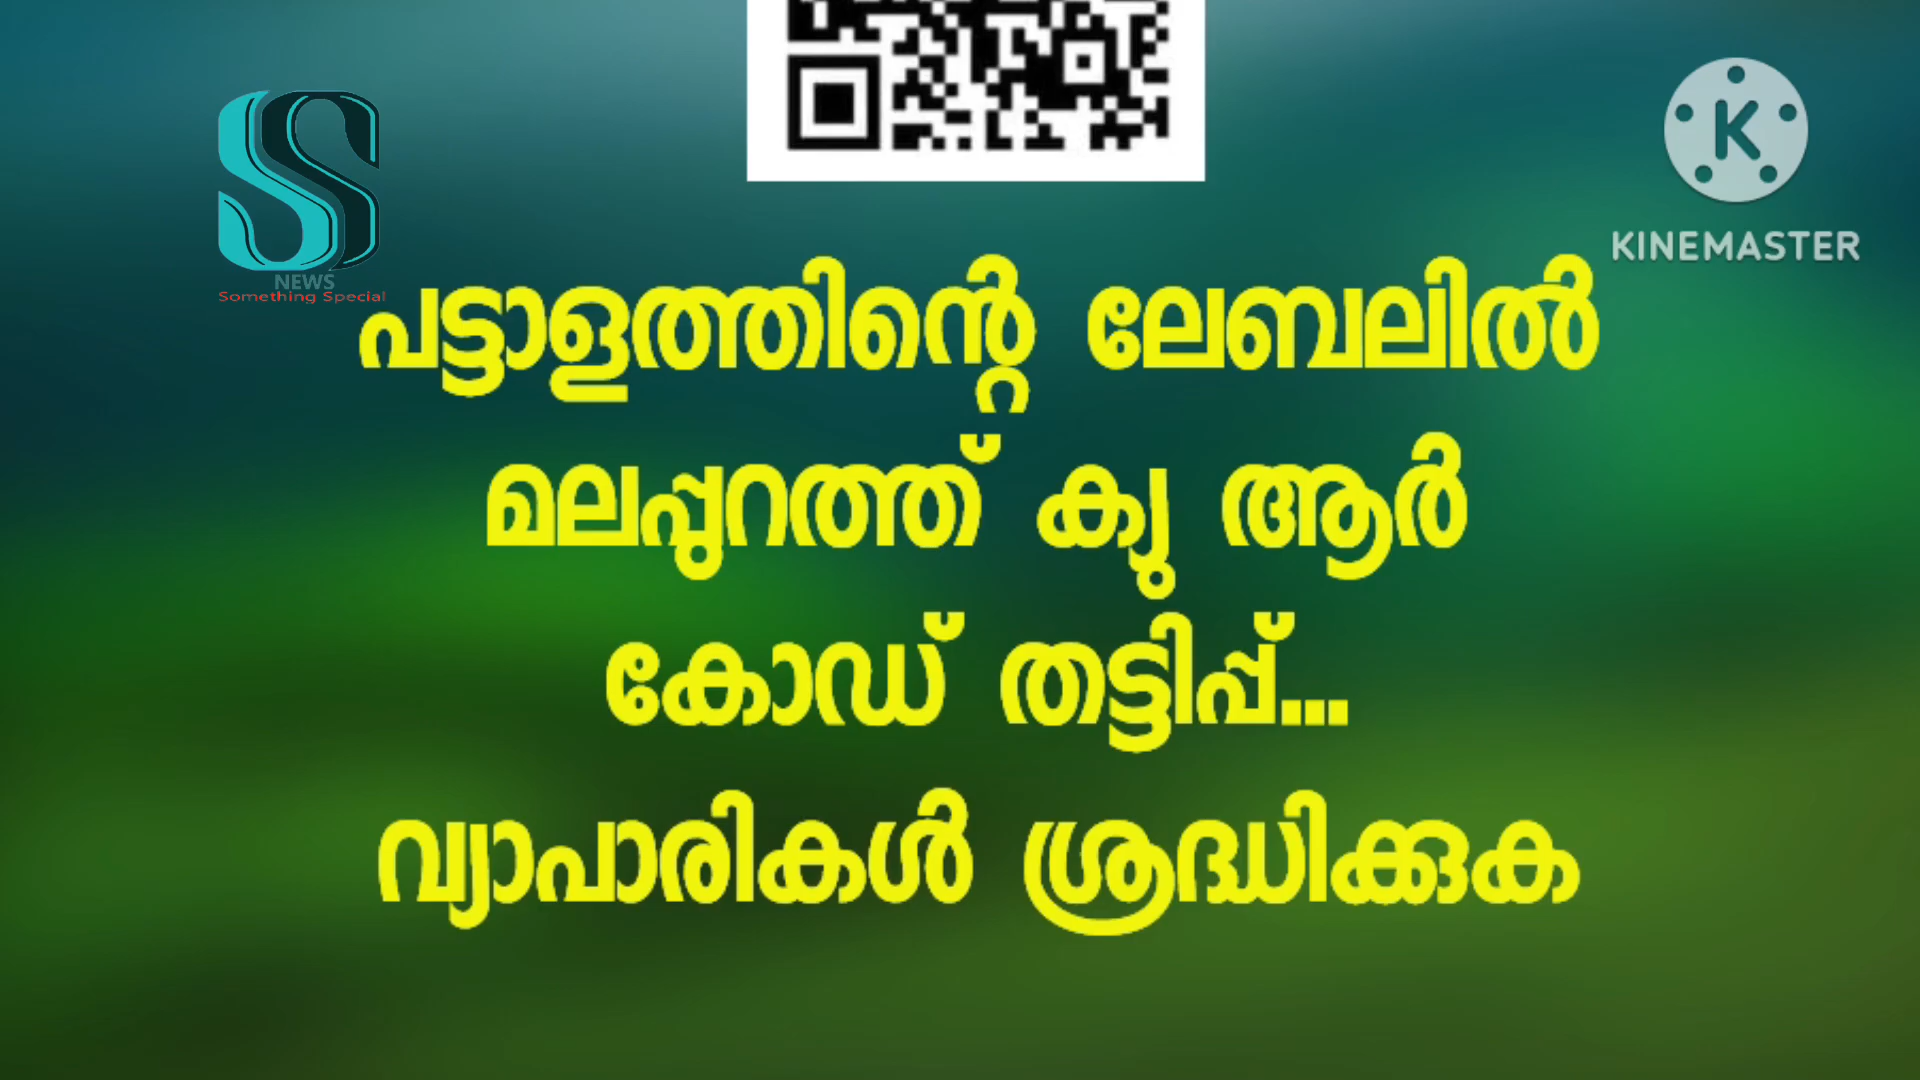 NEWS
Something Special
KINEMASTER
പട്ടാളത്തിന്റെ ലേബലിൽ
മലപ്പുറത്ത് ക്യു ആർ
കോഡ് തട്ടിപ്പ്...
വ്യാപാരികൾ ശ്രദ്ധിക്കുക